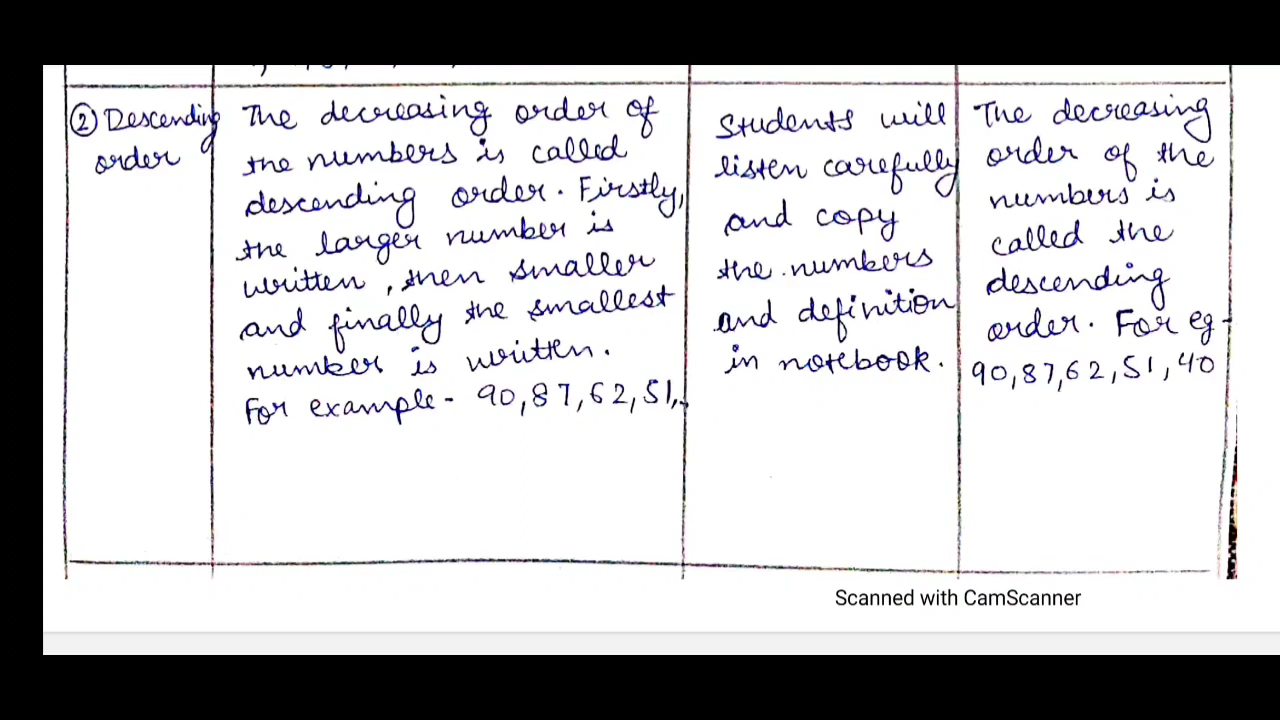 ② Descending
order
The decreasing order of
the numbers is called
descending order. Firstly,
the larger number is
written, then smaller
and finally the smallest
number is written.
For example - 90, 87, 62, 51,..
Students will
listen carefully
and copy
the numbers
and definition
in notebook.
The decreasing
order of the
numbers is
called the
descending
order. For eg -
90, 87, 62, 51, 40
Scanned with CamScanner